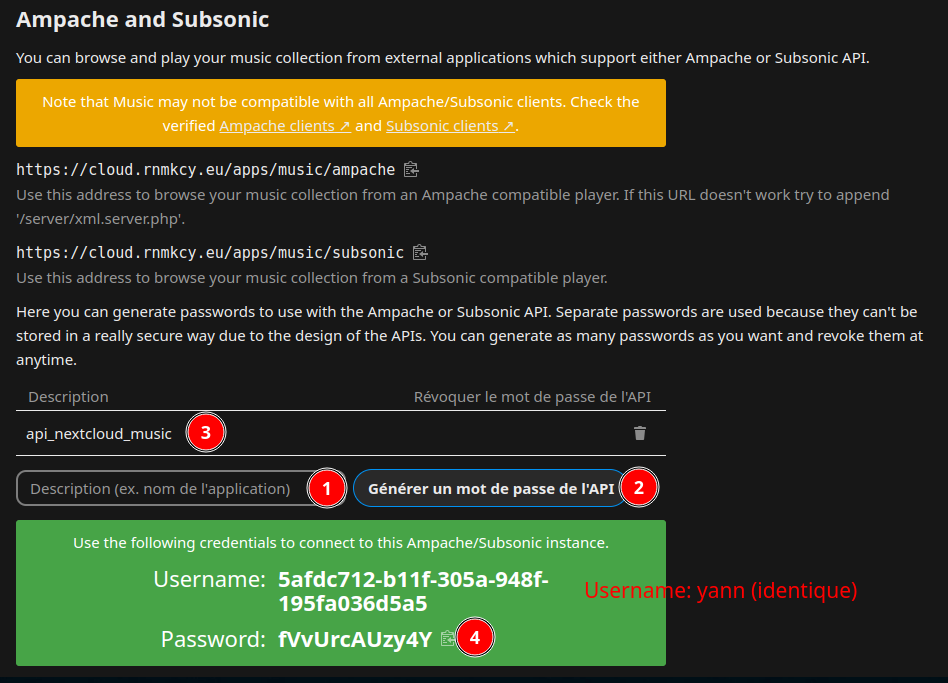 Ampache and Subsonic
You can browse and play your music collection from external applications which support either Ampache or Subsonic API.
Note that Music may not be compatible with all Ampache/Subsonic clients. Check the
verified Ampache clients ↗ and Subsonic clients ↗.
https://cloud.rnmkcy.eu/apps/music/ampache
Use this address to browse your music collection from an Ampache compatible player. If this URL doesn't work try to append
'/server/xml.server.php'.
https://cloud.rnmkcy.eu/apps/music/subsonic
Use this address to browse your music collection from a Subsonic compatible player.
Here you can generate passwords to use with the Ampache or Subsonic API. Separate passwords are used because they can't be
stored in a really secure way due to the design of the APIs. You can generate as many passwords as you want and revoke them at
anytime.
Description Révoquer le mot de passe de l'API
api_nextcloud_music 3
Description (ex. nom de l'application) 1 Générer un mot de passe de l'API 2
Use the following credentials to connect to this Ampache/Subsonic instance.
Username: 5afdc712-b11f-305a-948f-
195fa036d5a5
Username: yann (identique)
Password: fVvUrcAUzy4Y 4